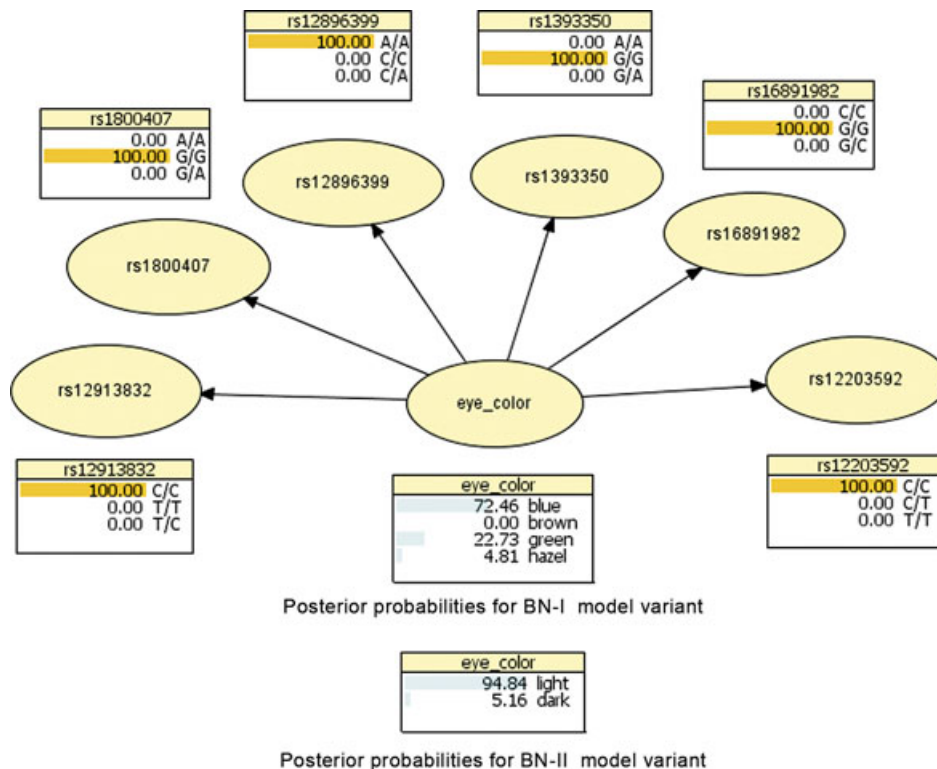 rs12896399
100.00 A/A
0.00 C/C
0.00 C/A
rs1393350
0.00 A/A
100.00 G/G
0.00 G/A
rs16891982
0.00 C/C
100.00 G/G
0.00 G/C
rs1800407
0.00 A/A
100.00 G/G
0.00 G/A
rs12896399
rs1393350
rs16891982
rs1800407
rs12913832
eye_color
rs12203592
rs12913832
100.00 C/C
0.00 T/T
0.00 T/C
eye_color
72.46 blue
0.00 brown
22.73 green
4.81 hazel
rs12203592
100.00 C/C
0.00 C/T
0.00 T/T
Posterior probabilities for BN-I model variant
eye_color
94.84 light
5.16 dark
Posterior probabilities for BN-II model variant